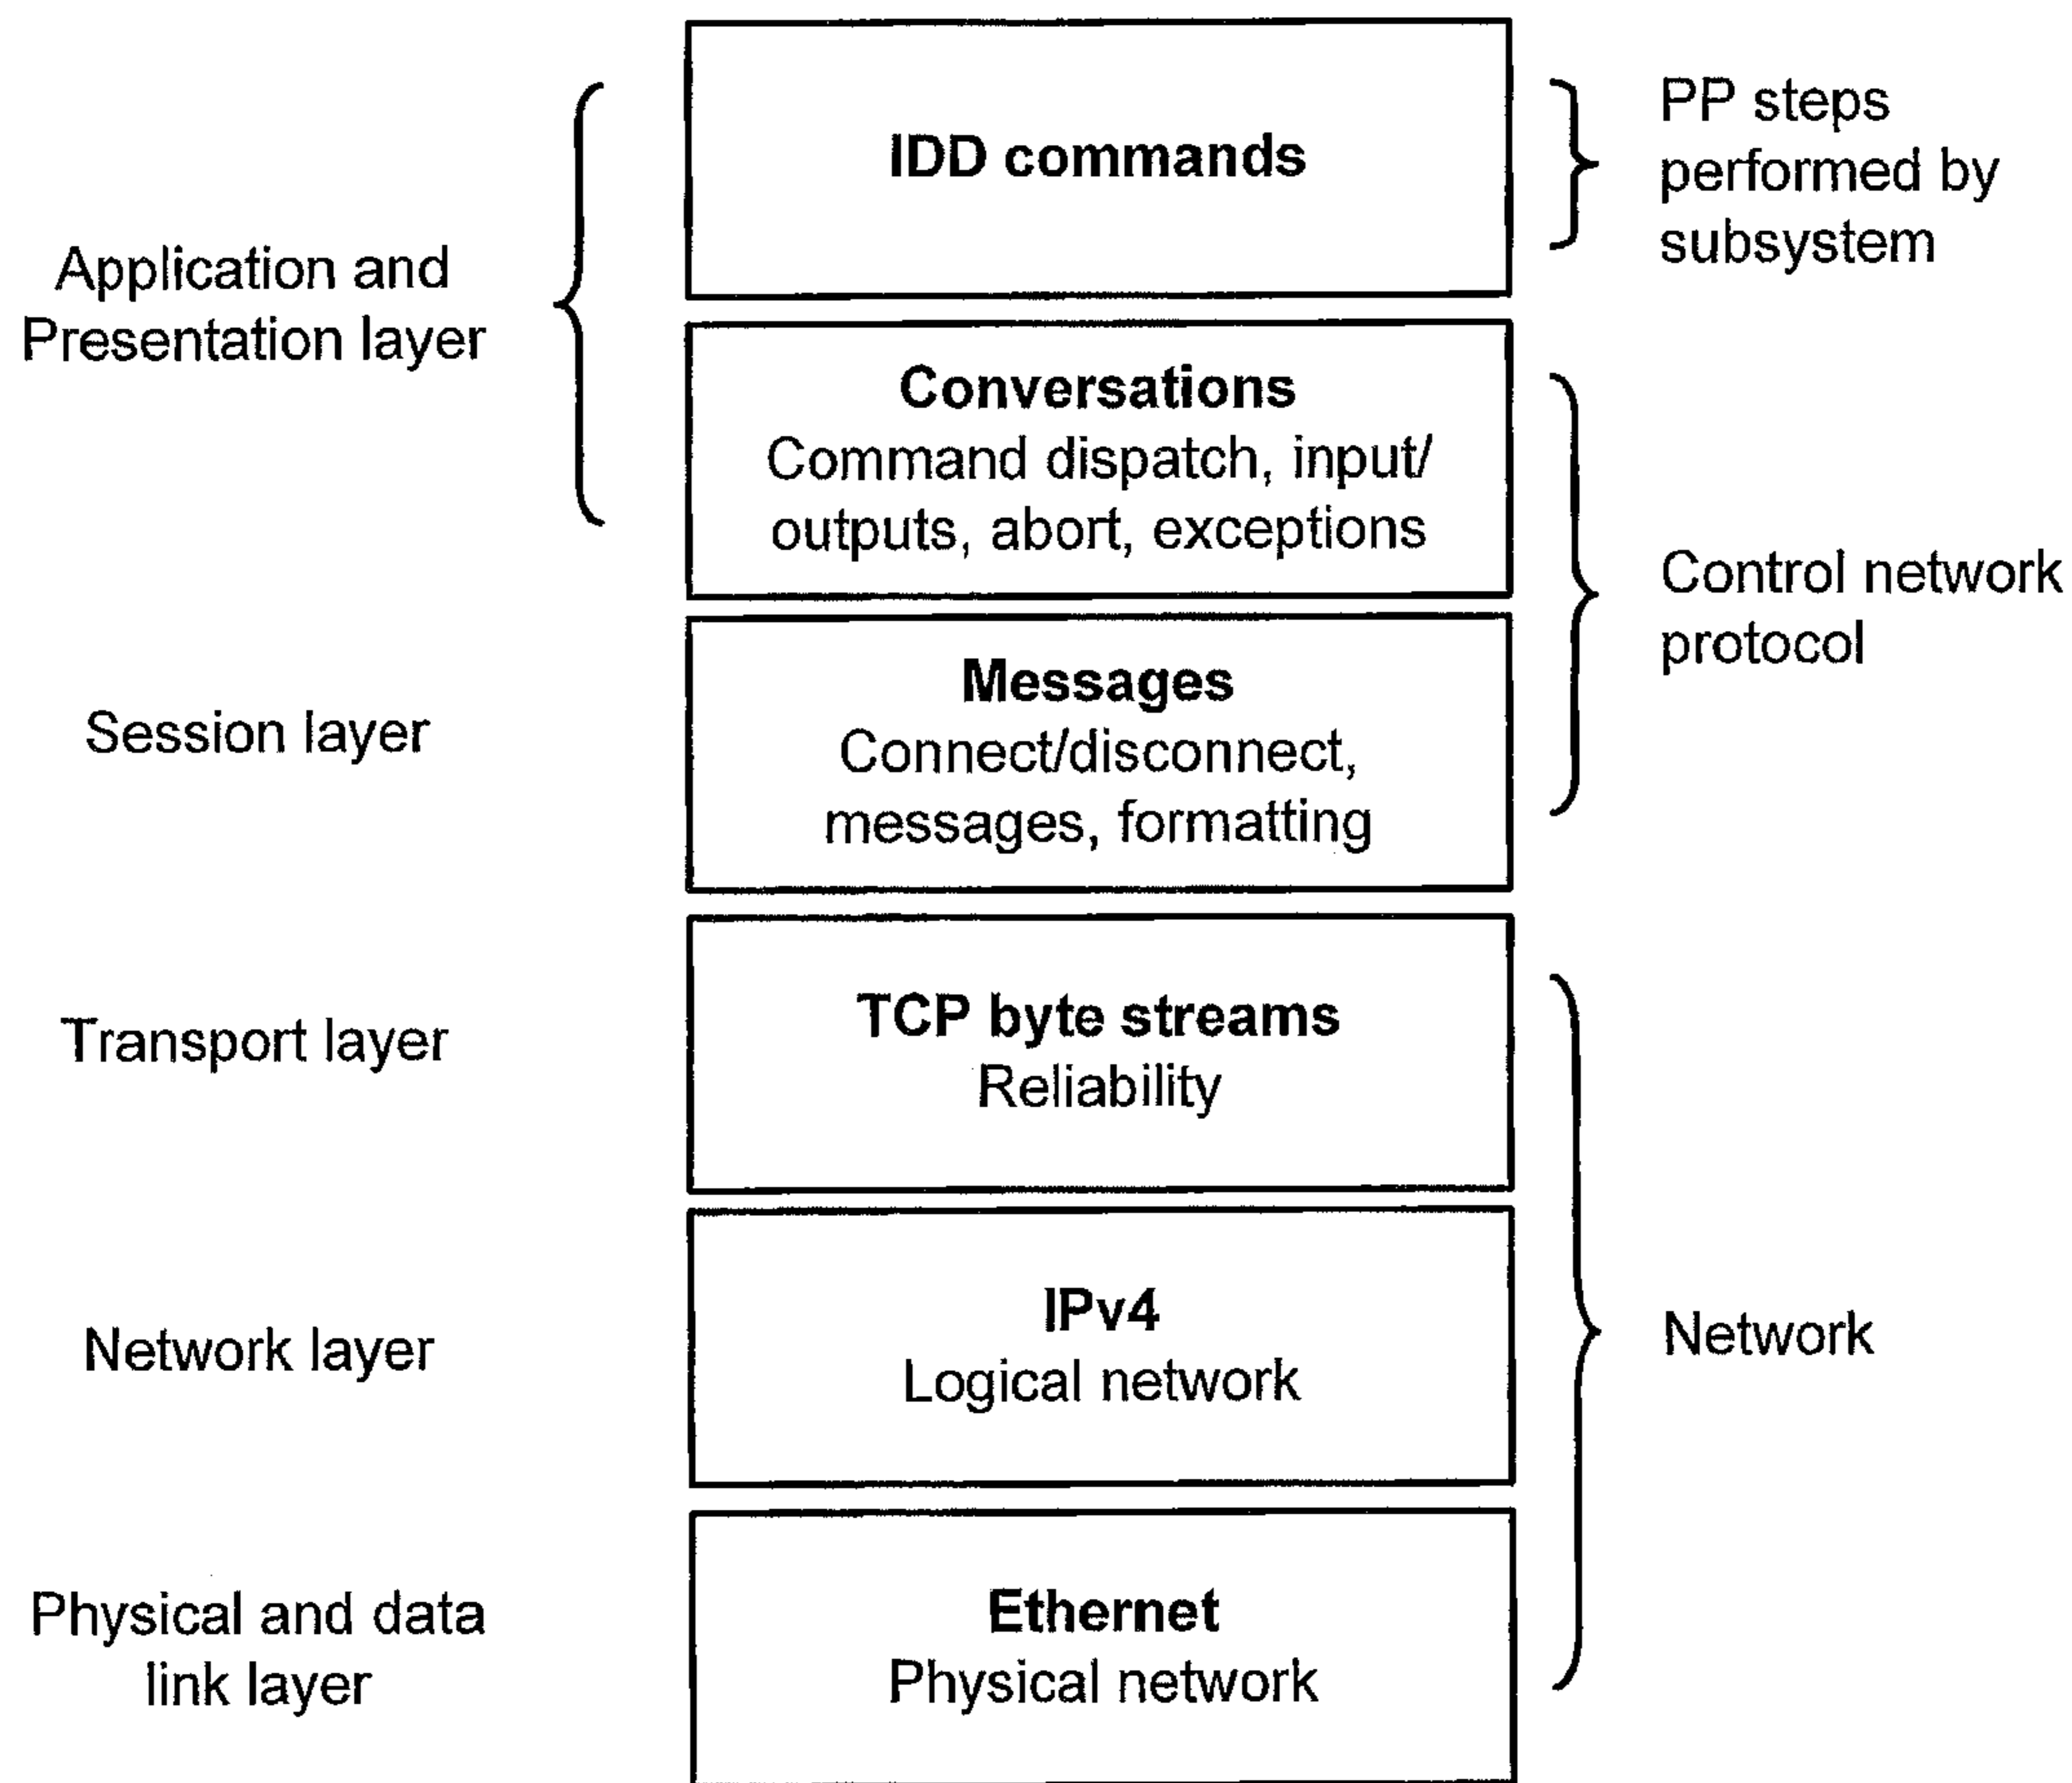 IDD commands
PP steps
performed by
subsystem
Application and
Presentation layer
Conversations
Command dispatch, input/
outputs, abort, exceptions
Control network
protocol
Session layer
Messages
Connect/disconnect,
messages, formatting
Transport layer
TCP byte streams
Reliability
Network layer
IPv4
Logical network
Network
Physical and data
link layer
Ethernet
Physical network